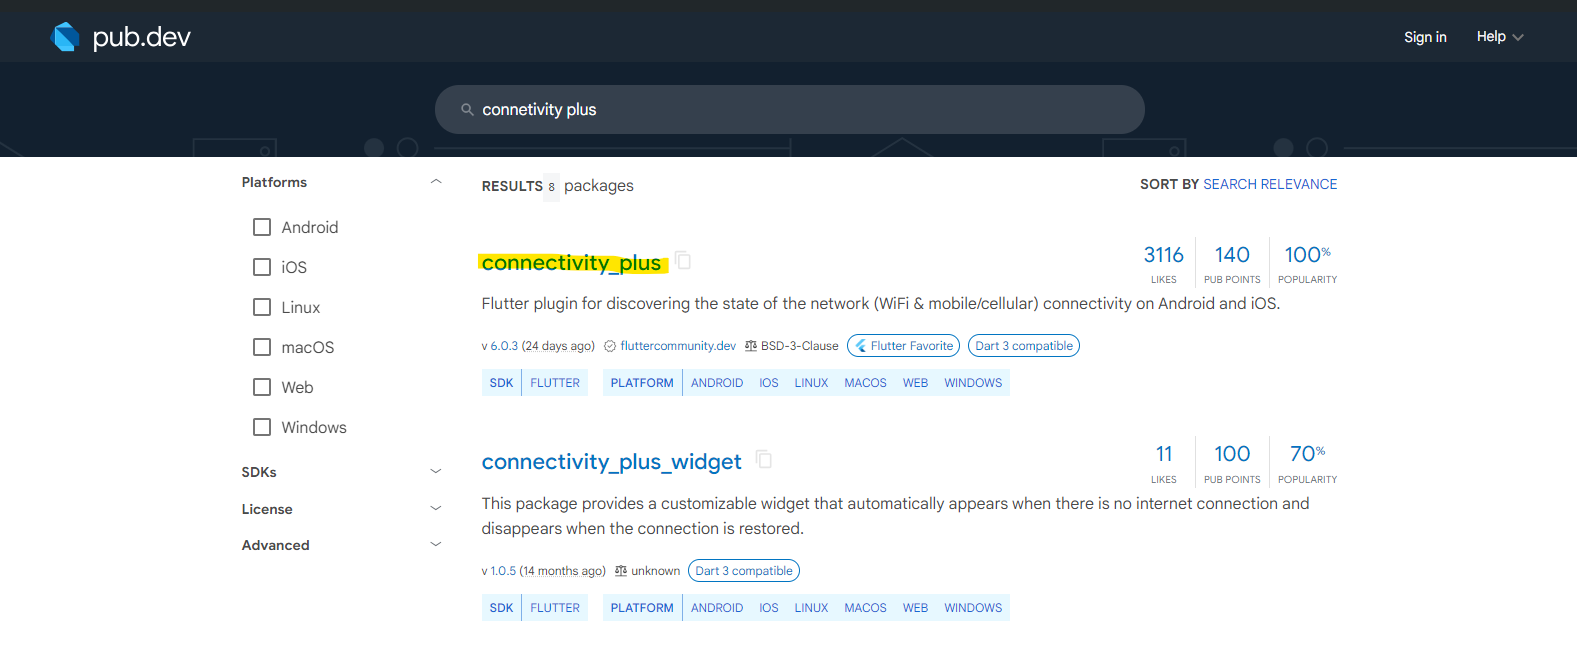 pub.dev
Sign in Help
connetivity plus
Platforms
Android
iOS
Linux
macOS
Web
Windows
SDKs
License
Advanced
RESULTS 8 packages
SORT BY SEARCH RELEVANCE
connectivity_plus
3116 LIKES
140 PUB POINTS
100% POPULARITY
Flutter plugin for discovering the state of the network (WiFi & mobile/cellular) connectivity on Android and iOS.
v 6.0.3 (24 days ago) fluttercommunity.dev BSD-3-Clause Flutter Favorite Dart 3 compatible
SDK FLUTTER PLATFORM ANDROID IOS LINUX MACOS WEB WINDOWS
connectivity_plus_widget
11 LIKES
100 PUB POINTS
70% POPULARITY
This package provides a customizable widget that automatically appears when there is no internet connection and
disappears when the connection is restored.
v 1.0.5 (14 months ago) unknown Dart 3 compatible
SDK FLUTTER PLATFORM ANDROID IOS LINUX MACOS WEB WINDOWS